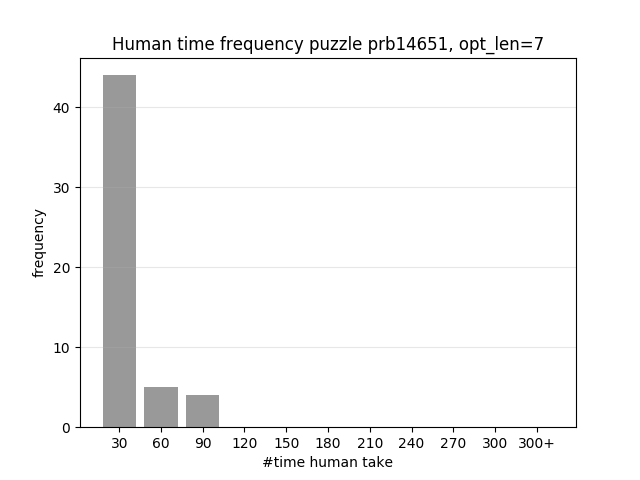 Human time frequency puzzle prb14651, opt_len=7
40
30
20
10
0
frequency
30 60 90 120 150 180 210 240 270 300 300+
#time human take